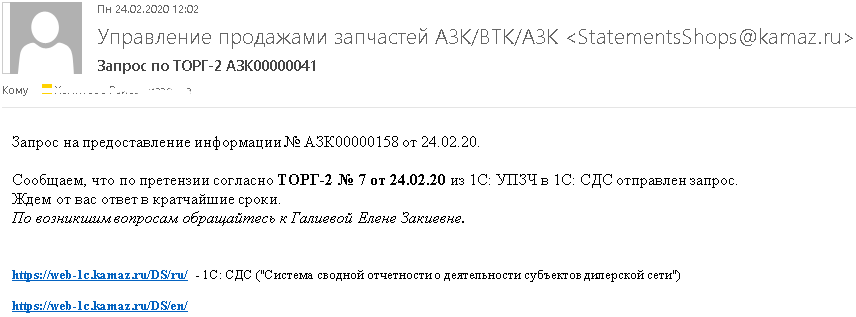 Пн 24.02.2020 12:02
Управление продажами запчастей АЗК/ВТК/АЗК <StatementsShops@kamaz.ru>
Запрос по ТОРГ-2 АЗК00000041
Кому
Запрос на предоставление информации № АЗК00000158 от 24.02.20.
Сообщаем, что по претензии согласно ТОРГ-2 № 7 от 24.02.20 из 1С: УПЗЧ в 1С: СДС отправлен запрос.
Ждем от вас ответ в кратчайшие сроки.
По возникшим вопросам обращайтесь к Галиевой Елене Закиевне.
https://web-1c.kamaz.ru/DS/ru/ - 1С: СДС ("Система сводной отчетности о деятельности субъектов дилерской сети")
https://web-1c.kamaz.ru/DS/en/